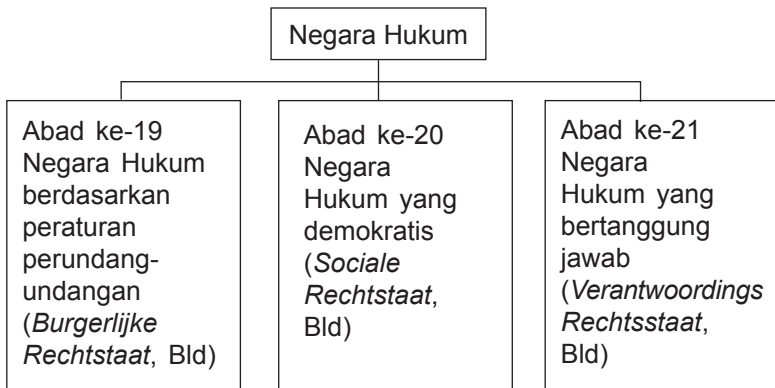 Negara Hukum
Abad ke-19
Negara Hukum
berdasarkan
peraturan
perundang-
undangan
(Burgerlijke
Rechtstaat, Bld)
Abad ke-20
Negara
Hukum yang
demokratis
(Sociale
Rechtstaat,
Bld)
Abad ke-21
Negara
Hukum yang
bertanggung
jawab
(Verantwoordings
Rechtsstaat,
Bld)